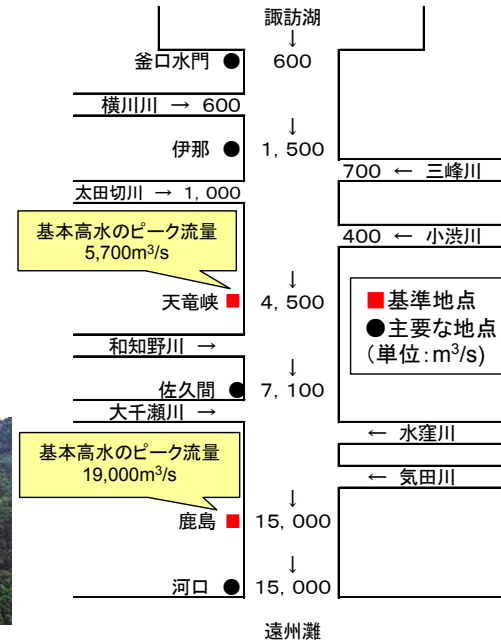 諏訪湖
↓
釜口水門 ● 600
横川川 → 600
↓
伊那 ● 1,500
700 ← 三峰川
太田切川 → 1,000
基本高水のピーク流量
5,700m³/s
400 ← 小渋川
↓
天竜峡 ■ 4,500
■基準地点
●主要な地点
(単位:m³/s)
和知野川 →
↓
佐久間 ● 7,100
大千瀬川 →
← 水窪川
基本高水のピーク流量
19,000m³/s
← 気田川
↓
鹿島 ■ 15,000
↓
河口 ● 15,000
遠州灘